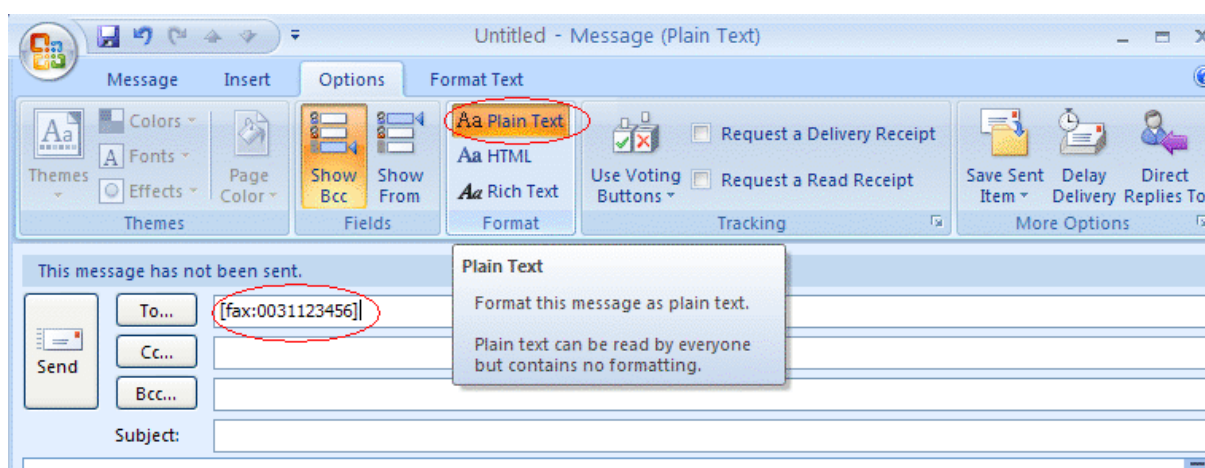 Untitled - Message (Plain Text)
Message Insert Options Format Text
Themes
Colors
Fonts
Effects
Page Color
Themes
Show Bcc
Show From
Fields
Aa Plain Text
Aa HTML
Aa Rich Text
Format
Use Voting Buttons
Request a Delivery Receipt
Request a Read Receipt
Tracking
Save Sent Item
Delay Delivery
Direct Replies To
More Options
This message has not been sent.
Send
To... [fax:0031123456]
Cc...
Bcc...
Subject:
Plain Text
Format this message as plain text.
Plain text can be read by everyone
but contains no formatting.